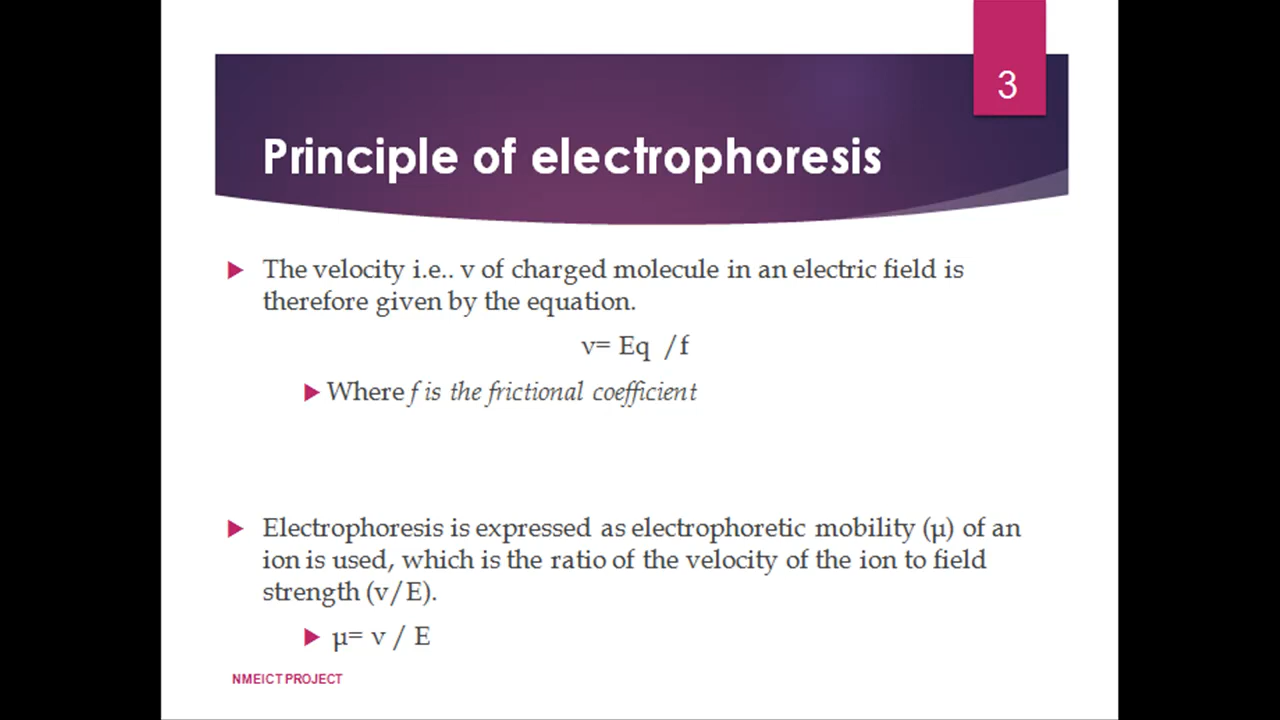 3
Principle of electrophoresis
The velocity i.e.. v of charged molecule in an electric field is
therefore given by the equation.
v= Eq /f
Where f is the frictional coefficient
Electrophoresis is expressed as electrophoretic mobility (μ) of an
ion is used, which is the ratio of the velocity of the ion to field
strength (v/E).
μ= v / E
NMEICT PROJECT